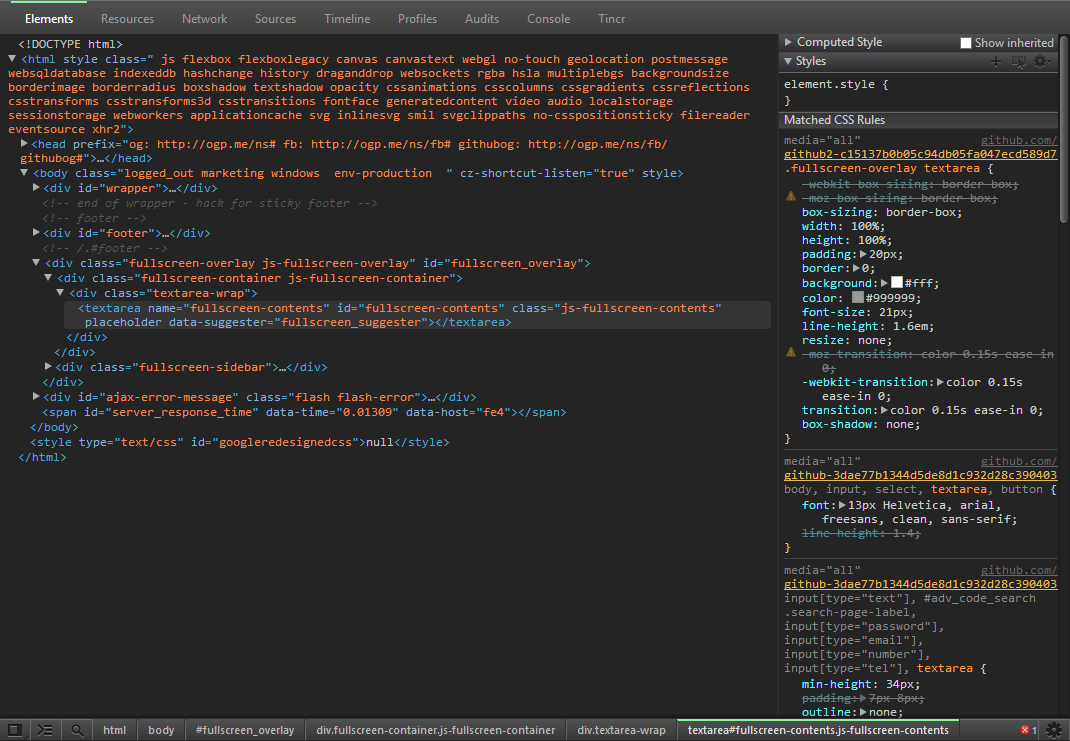 Elements Resources Network Sources Timeline Profiles Audits Console Tincr
<!DOCTYPE html>
<html style class=" js flexbox flexboxlegacy canvas canvastext webgl no-touch geolocation postmessage
websqldatabase indexeddb hashchange history draganddrop websockets rgba hsla multiplebgs backgroundsize
borderimage borderradius boxshadow textshadow opacity cssanimations csscolumns cssgradients cssreflections
csstransforms csstransforms3d csstransitions fontface generatedcontent video audio localstorage
sessionstorage webworkers applicationcache svg inlinesvg smil svgclippaths no-csspositionsticky filereader
eventsource xhr2">
<head prefix="og: http://ogp.me/ns# fb: http://ogp.me/ns/fb# githubog: http://ogp.me/ns/fb/
githubog#">…</head>
<body class="logged_out marketing windows  env-production  " cz-shortcut-listen="true" style>
<div id="wrapper">…</div>
<!-- end of wrapper - hack for sticky footer -->
<!-- footer -->
<div id="footer">…</div>
<!-- /.#footer -->
<div class="fullscreen-overlay js-fullscreen-overlay" id="fullscreen_overlay">
<div class="fullscreen-container js-fullscreen-container">
<div class="textarea-wrap">
<textarea name="fullscreen-contents" id="fullscreen-contents" class="js-fullscreen-contents"
placeholder data-suggester="fullscreen_suggester"></textarea>
</div>
</div>
<div class="fullscreen-sidebar">…</div>
</div>
<div id="ajax-error-message" class="flash flash-error">…</div>
<span id="server_response_time" data-time="0.01309" data-host="fe4"></span>
</body>
<style type="text/css" id="googleredesignedcss">null</style>
</html>
Computed Style Show inherited
Styles
element.style {
}
Matched CSS Rules
media="all" github.com/
github2-c15137b0b05c94db05fa047ecd589d7
.fullscreen-overlay textarea {
-webkit-box-sizing: border-box;
-moz-box-sizing: border-box;
box-sizing: border-box;
width: 100%;
height: 100%;
padding: 20px;
border: 0;
background: #fff;
color: #999999;
font-size: 21px;
line-height: 1.6em;
resize: none;
-moz-transition: color 0.15s ease-in
0;
-webkit-transition: color 0.15s
ease-in 0;
transition: color 0.15s ease-in 0;
box-shadow: none;
}
media="all" github.com/
github-3dae77b1344d5de8d1c932d28c390403
body, input, select, textarea, button {
font: 13px Helvetica, arial,
freesans, clean, sans-serif;
line-height: 1.4;
}
media="all" github.com/
github-3dae77b1344d5de8d1c932d28c390403
input[type="text"], #adv_code_search
.search-page-label,
input[type="password"],
input[type="email"],
input[type="number"],
input[type="tel"], textarea {
min-height: 34px;
padding: 7px 8px;
outline: none;
html body #fullscreen_overlay div.fullscreen-container.js-fullscreen-container div.textarea-wrap textarea#fullscreen-contents.js-fullscreen-contents 1